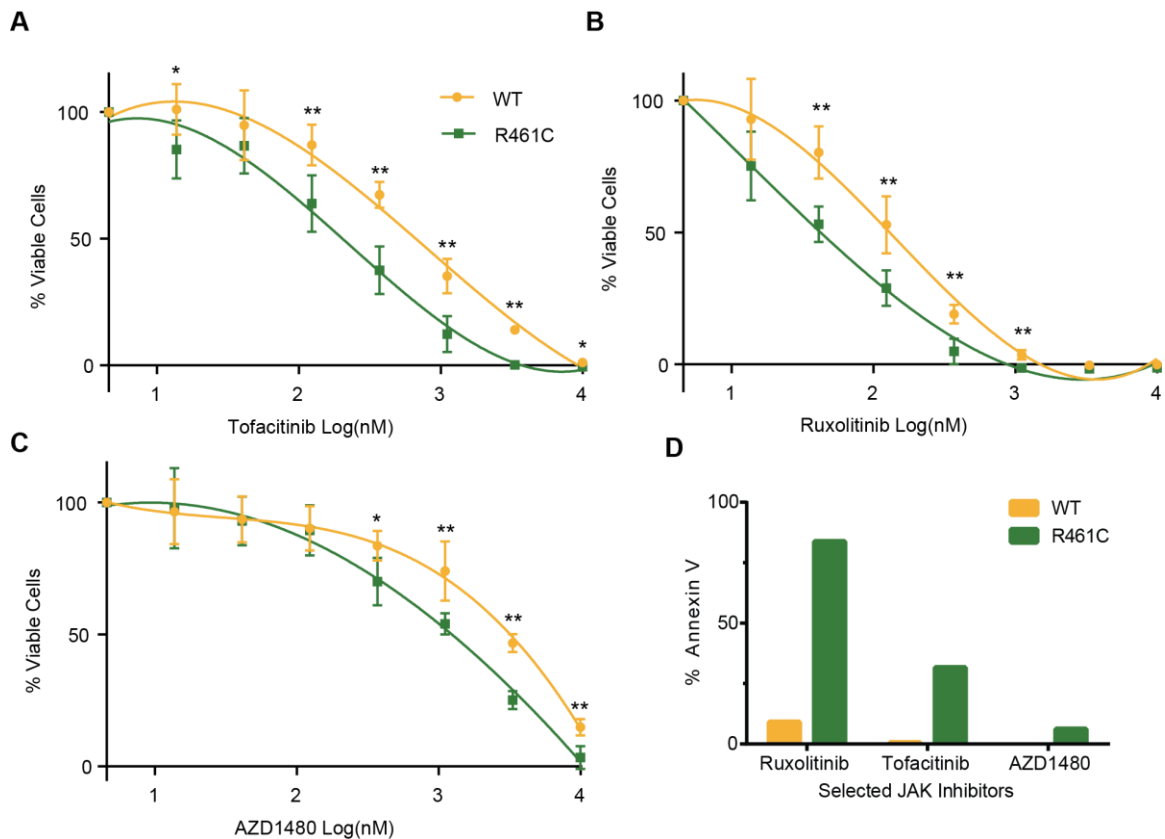 A
% Viable Cells
100
50
0
*
**
**
**
**
*
WT
R461C
1
2
3
4
Tofacitinib Log(nM)
B
% Viable Cells
100
50
0
**
**
**
**
1
2
3
4
Ruxolitinib Log(nM)
C
% Viable Cells
100
50
0
*
**
**
**
1
2
3
4
AZD1480 Log(nM)
D
% Annexin V
100
50
0
WT
R461C
Ruxolitinib
Tofacitinib
AZD1480
Selected JAK Inhibitors